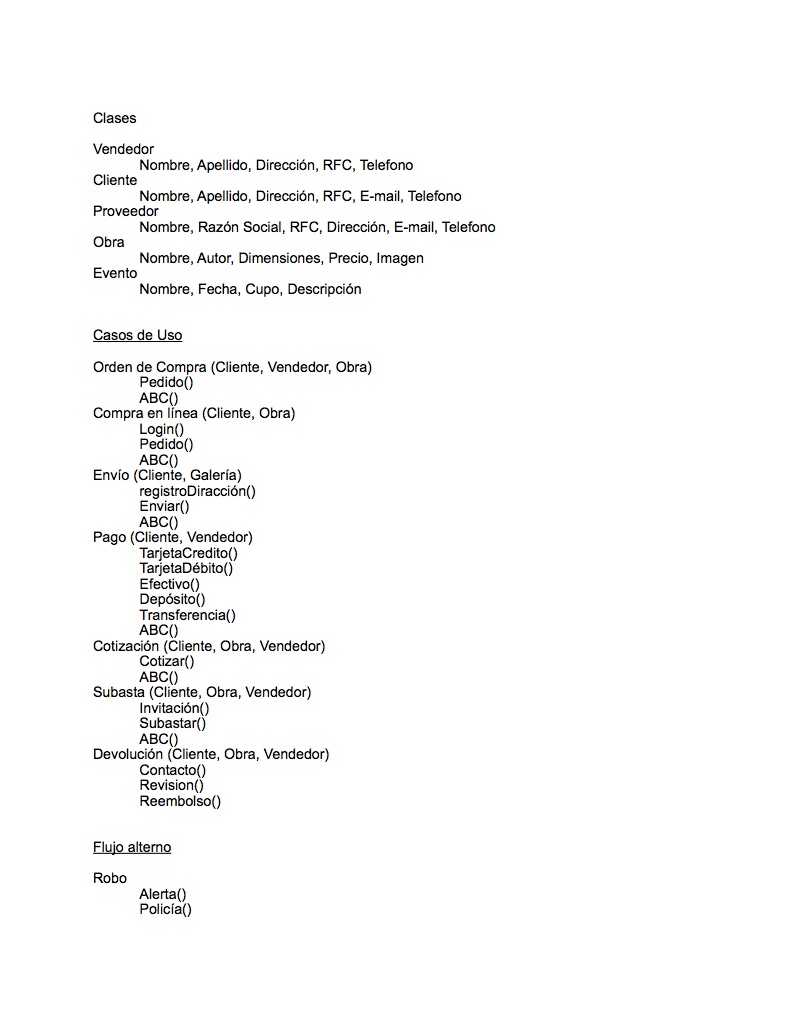 Clases
Vendedor
Nombre, Apellido, Dirección, RFC, Telefono
Cliente
Nombre, Apellido, Dirección, RFC, E-mail, Telefono
Proveedor
Nombre, Razón Social, RFC, Dirección, E-mail, Telefono
Obra
Nombre, Autor, Dimensiones, Precio, Imagen
Evento
Nombre, Fecha, Cupo, Descripción
Casos de Uso
Orden de Compra (Cliente, Vendedor, Obra)
Pedido()
ABC()
Compra en línea (Cliente, Obra)
Login()
Pedido()
ABC()
Envío (Cliente, Galería)
registroDiracción()
Enviar()
ABC()
Pago (Cliente, Vendedor)
TarjetaCredito()
TarjetaDébito()
Efectivo()
Depósito()
Transferencia()
ABC()
Cotización (Cliente, Obra, Vendedor)
Cotizar()
ABC()
Subasta (Cliente, Obra, Vendedor)
Invitación()
Subastar()
ABC()
Devolución (Cliente, Obra, Vendedor)
Contacto()
Revision()
Reembolso()
Flujo alterno
Robo
Alerta()
Policía()